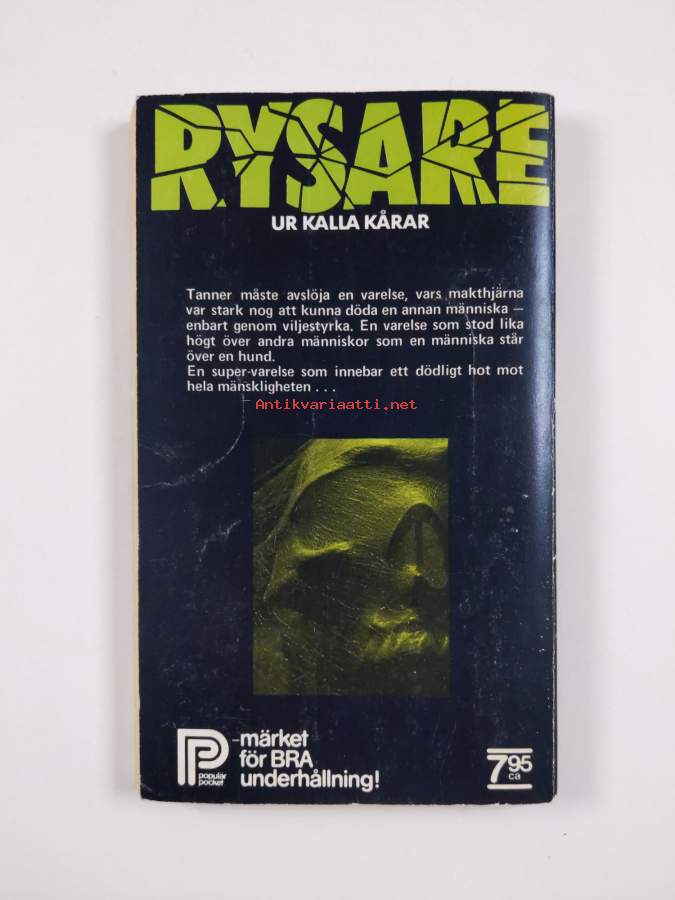 RYSARE
UR KALLA KÅRAR
Tanner måste avslöja en varelse, vars makthjärna
var stark nog att kunna döda en annan människa —
enbart genom viljestyrka. En varelse som stod lika
högt över andra människor som en människa står
över en hund.
En super-varelse som innebar ett dödligt hot mot
hela mänskligheten . . .
Antikvariaatti.net
P
populär
pocket
–märket
för BRA
underhållning!
7 95
ca